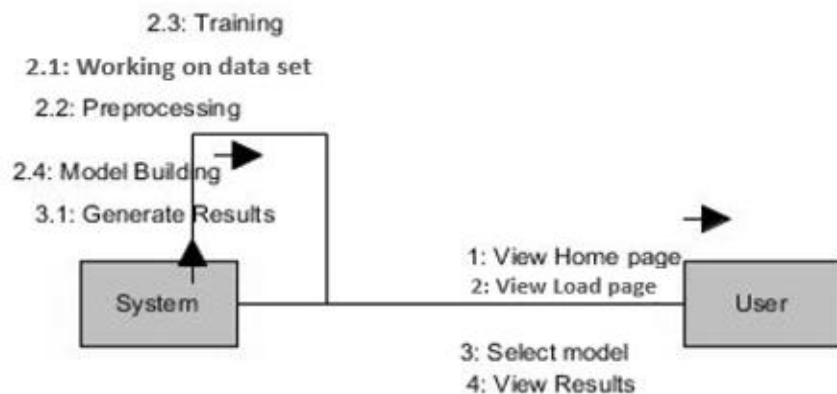 2.3: Training
2.1: Working on data set
2.2: Preprocessing
2.4: Model Building
3.1: Generate Results
1: View Home page
2: View Load page
System
User
3: Select model
4: View Results